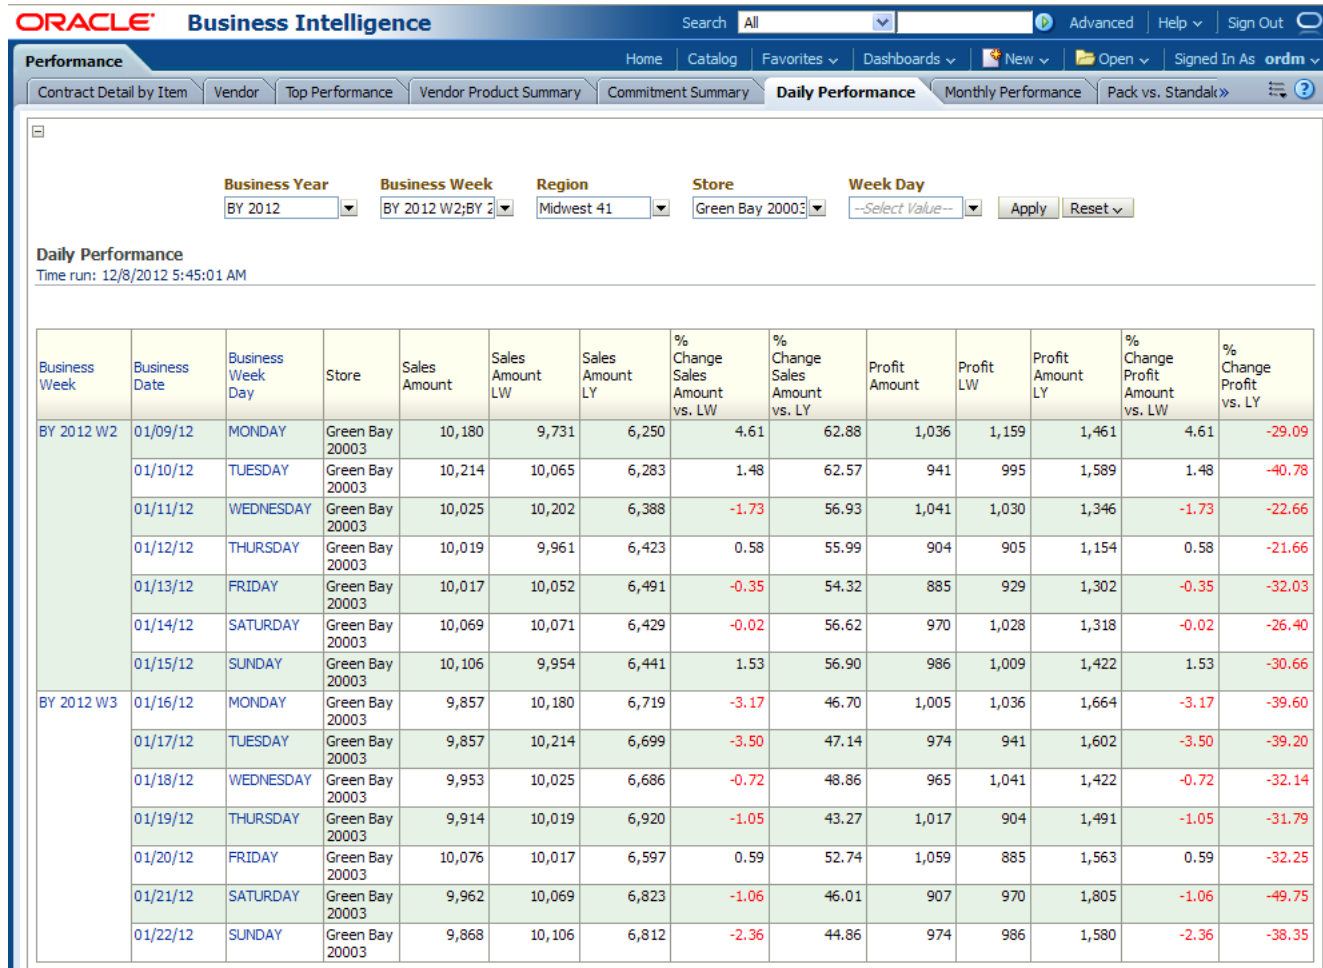 ORACLE Business Intelligence Search All Advanced Help Sign Out
Performance Home Catalog Favorites Dashboards New Open Signed In As ordm
Contract Detail by Item Vendor Top Performance Vendor Product Summary Commitment Summary Daily Performance Monthly Performance Pack vs. Standalo »
Business Year Business Week Region Store Week Day
BY 2012 BY 2012 W2;BY 2 Midwest 41 Green Bay 20003 --Select Value-- Apply Reset
Daily Performance
Time run: 12/8/2012 5:45:01 AM
Business Week Business Date Business Week Day Store Sales Amount Sales Amount LW Sales Amount LY % Change Sales Amount vs. LW % Change Sales Amount vs. LY Profit Amount Profit LW Profit Amount LY % Change Profit Amount vs. LW % Change Profit vs. LY
BY 2012 W2 01/09/12 MONDAY Green Bay 20003 10,180 9,731 6,250 4.61 62.88 1,036 1,159 1,461 4.61 -29.09
01/10/12 TUESDAY Green Bay 20003 10,214 10,065 6,283 1.48 62.57 941 995 1,589 1.48 -40.78
01/11/12 WEDNESDAY Green Bay 20003 10,025 10,202 6,388 -1.73 56.93 1,041 1,030 1,346 -1.73 -22.66
01/12/12 THURSDAY Green Bay 20003 10,019 9,961 6,423 0.58 55.99 904 905 1,154 0.58 -21.66
01/13/12 FRIDAY Green Bay 20003 10,017 10,052 6,491 -0.35 54.32 885 929 1,302 -0.35 -32.03
01/14/12 SATURDAY Green Bay 20003 10,069 10,071 6,429 -0.02 56.62 970 1,028 1,318 -0.02 -26.40
01/15/12 SUNDAY Green Bay 20003 10,106 9,954 6,441 1.53 56.90 986 1,009 1,422 1.53 -30.66
BY 2012 W3 01/16/12 MONDAY Green Bay 20003 9,857 10,180 6,719 -3.17 46.70 1,005 1,036 1,664 -3.17 -39.60
01/17/12 TUESDAY Green Bay 20003 9,857 10,214 6,699 -3.50 47.14 974 941 1,602 -3.50 -39.20
01/18/12 WEDNESDAY Green Bay 20003 9,953 10,025 6,686 -0.72 48.86 965 1,041 1,422 -0.72 -32.14
01/19/12 THURSDAY Green Bay 20003 9,914 10,019 6,920 -1.05 43.27 1,017 904 1,491 -1.05 -31.79
01/20/12 FRIDAY Green Bay 20003 10,076 10,017 6,597 0.59 52.74 1,059 885 1,563 0.59 -32.25
01/21/12 SATURDAY Green Bay 20003 9,962 10,069 6,823 -1.06 46.01 907 970 1,805 -1.06 -49.75
01/22/12 SUNDAY Green Bay 20003 9,868 10,106 6,812 -2.36 44.86 974 986 1,580 -2.36 -38.35